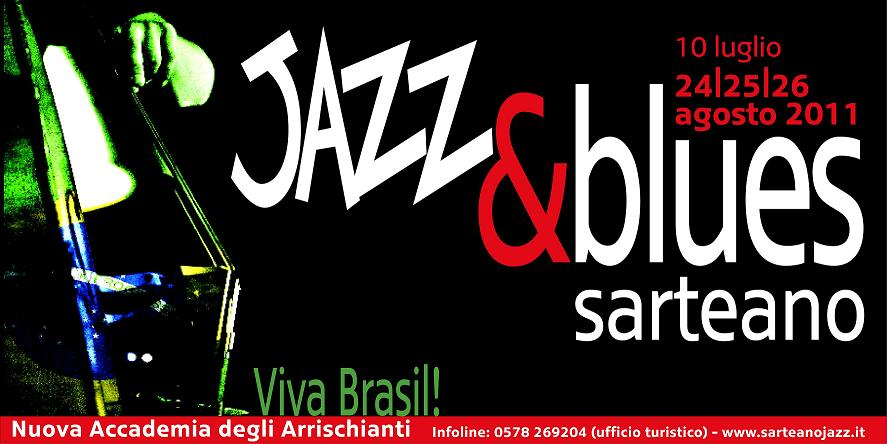 10 luglio
24|25|26
agosto 2011
JAZZ
&blues
sarteano
Viva Brasil!
Nuova Accademia degli Arrischianti Infoline: 0578 269204 (ufficio turistico) - www.sarteanojazz.it